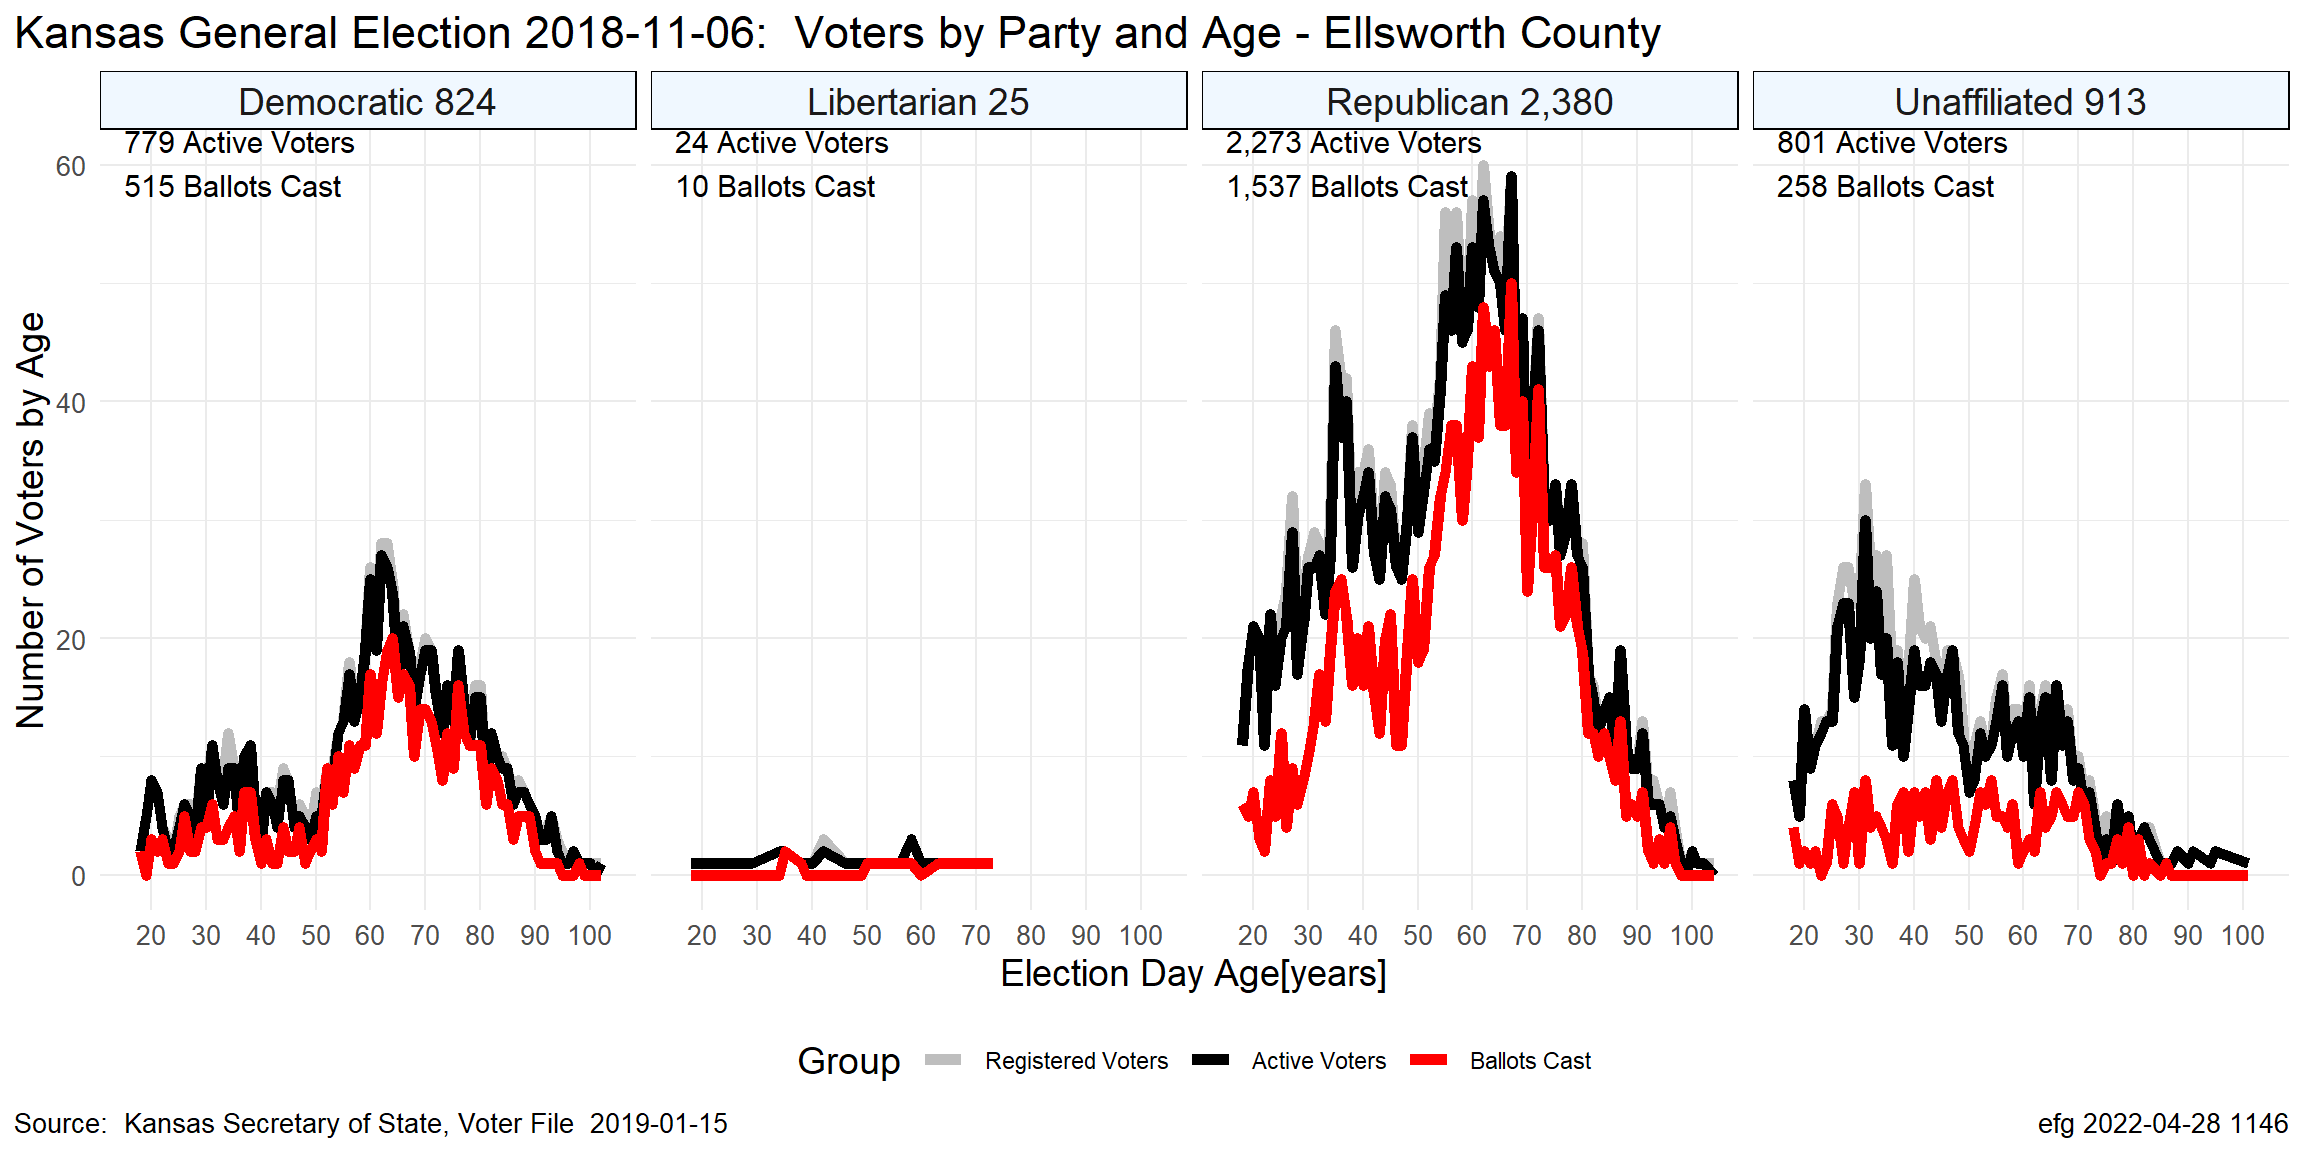 Kansas General Election 2018-11-06:  Voters by Party and Age - Ellsworth County
Democratic 824
Libertarian 25
Republican 2,380
Unaffiliated 913
779 Active Voters
515 Ballots Cast
24 Active Voters
10 Ballots Cast
2,273 Active Voters
1,537 Ballots Cast
801 Active Voters
258 Ballots Cast
Number of Voters by Age
60
40
20
0
20 30 40 50 60 70 80 90 100
20 30 40 50 60 70 80 90 100
20 30 40 50 60 70 80 90 100
20 30 40 50 60 70 80 90 100
Election Day Age[years]
Group Registered Voters Active Voters Ballots Cast
Source:  Kansas Secretary of State, Voter File  2019-01-15
efg 2022-04-28 1146